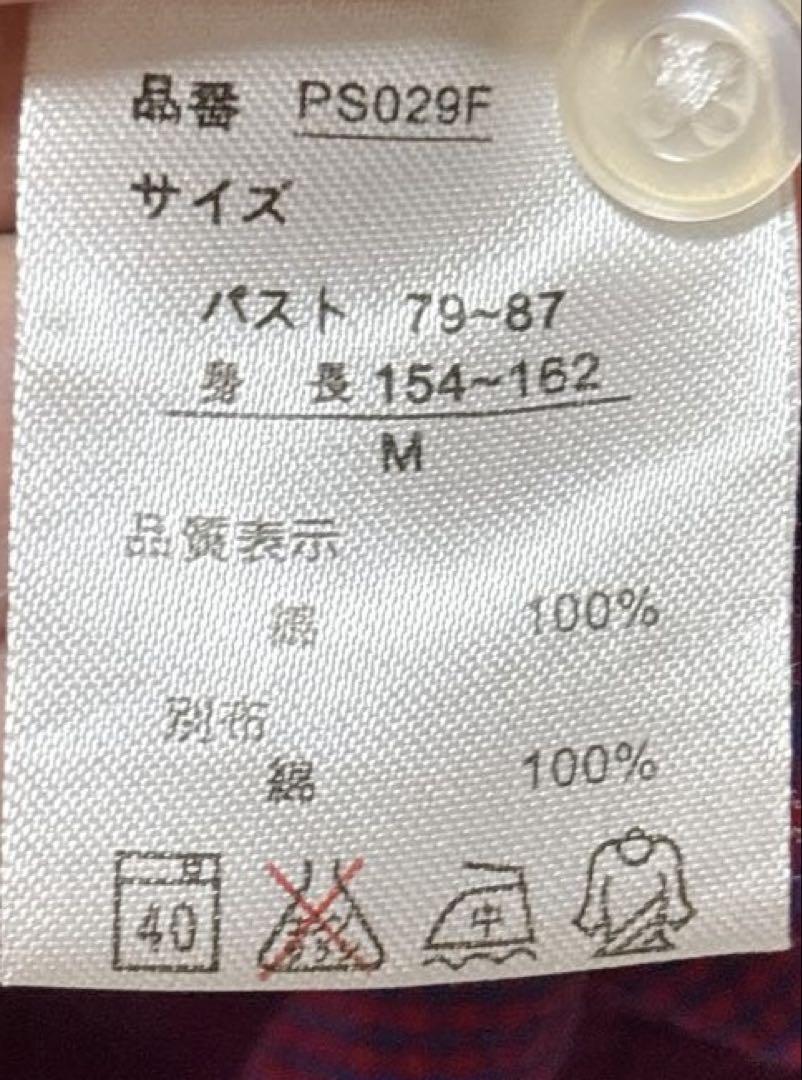 品番 PS029F
サイズ
バスト 79~87
身長 154~162
M
品質表示
綿 100%
別布
綿 100%
40
中